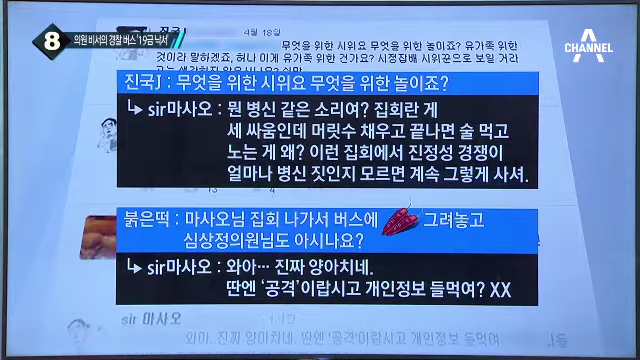 8 의원 비서의 경찰 버스 '19금 낙서'
CHANNEL A
4월 18일
무엇을 위한 시위요 무엇을 위한 놀이죠? 유가족 위한
것이라 말하겠죠, 허나 이게 유가족 위한 건가요? 시정잡배 시위꾼으로 보일 거라
진국J : 무엇을 위한 시위요 무엇을 위한 놀이죠?
sir마사오 : 뭔 병신 같은 소리여? 집회란 게
세 싸움인데 머릿수 채우고 끝나면 술 먹고
노는 게 왜? 이런 집회에서 진정성 경쟁이
얼마나 병신 짓인지 모르면 계속 그렇게 사셔.
13
4
붉은떡 : 마사오님 집회 나가서 버스에 그려놓고
심상정의원님도 아시나요?
sir마사오 : 와아… 진짜 양아치네.
딴엔 '공격'이랍시고 개인정보 들먹여? XX
sir 마사오
와아..진짜 양아치네. 딴엔 '공격'이랍시고 개인정보 들먹여